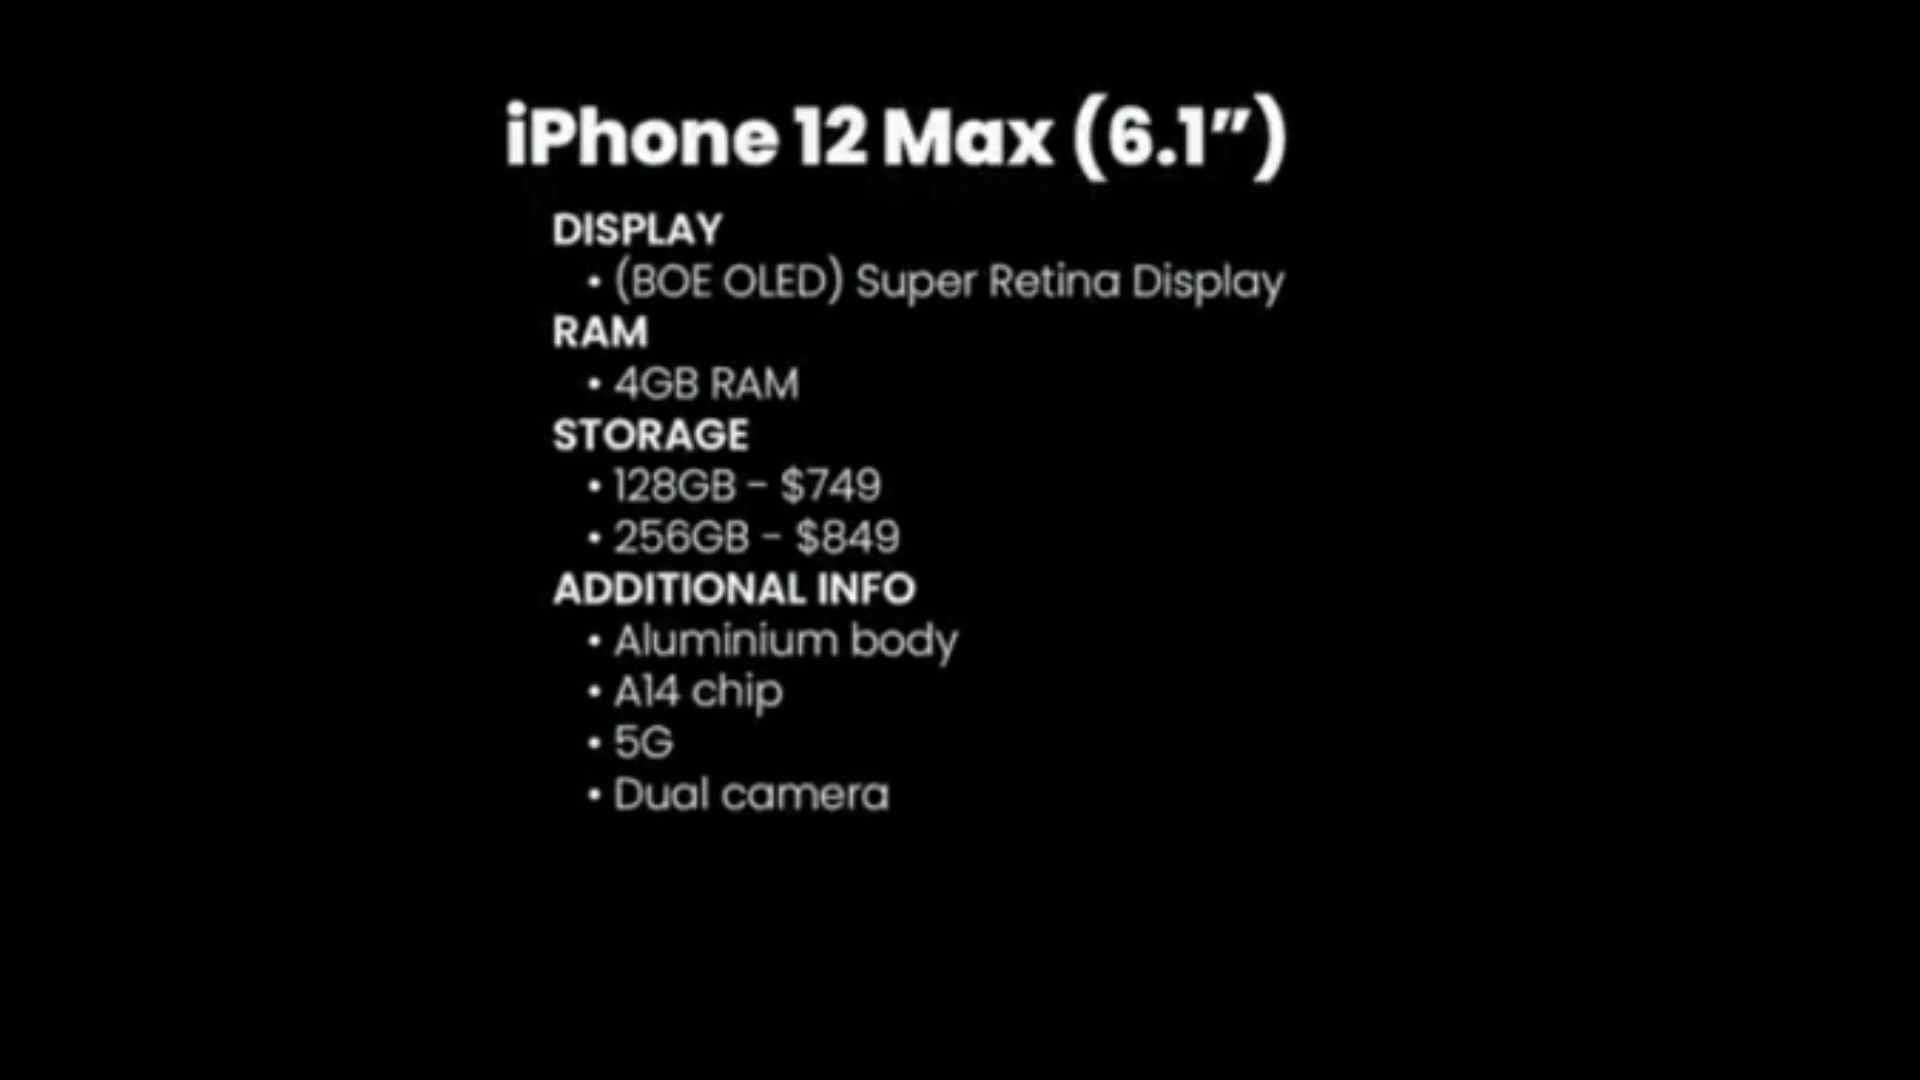 iPhone 12 Max (6.1”)
DISPLAY
• (BOE OLED) Super Retina Display
RAM
• 4GB RAM
STORAGE
• 128GB - $749
• 256GB - $849
ADDITIONAL INFO
• Aluminium body
• A14 chip
• 5G
• Dual camera